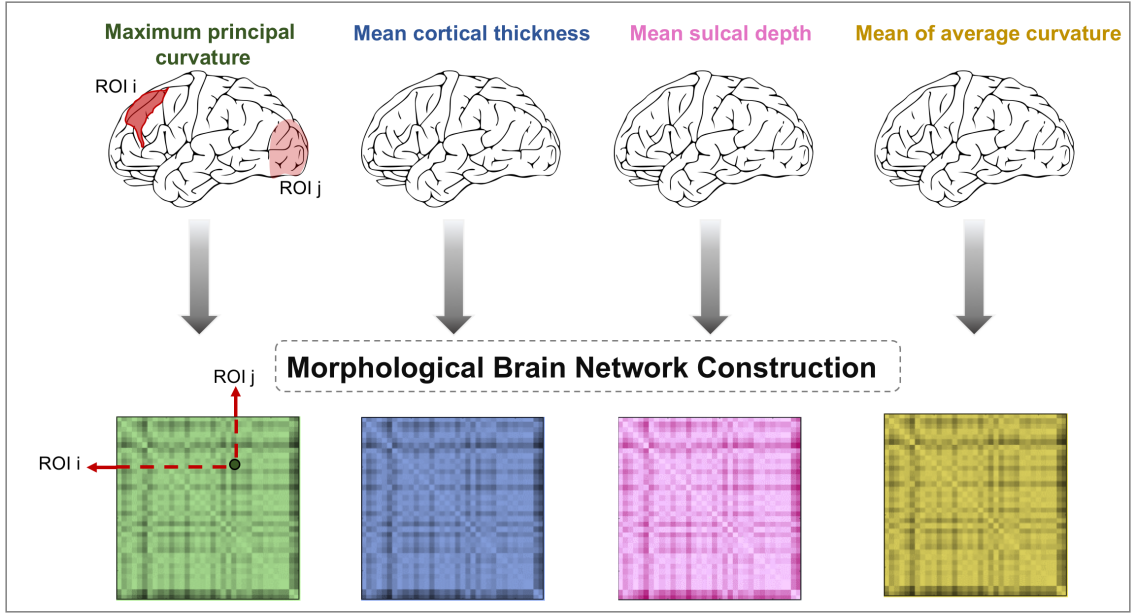 Maximum principal
curvature
Mean cortical thickness
Mean sulcal depth
Mean of average curvature
ROI i
ROI j
Morphological Brain Network Construction
ROI j
ROI i